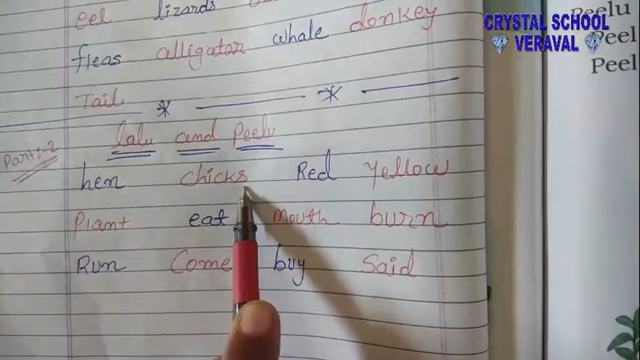 eel lizards
fleas alligator whale donkey
Tail * *
Part:-2 lalu and Peelu
hen chicks Red Yellow
Plant eat mouth burn
Run Come buy Said
CRYSTAL SCHOOL
VERAVAL
Peelu
Peel
Peel